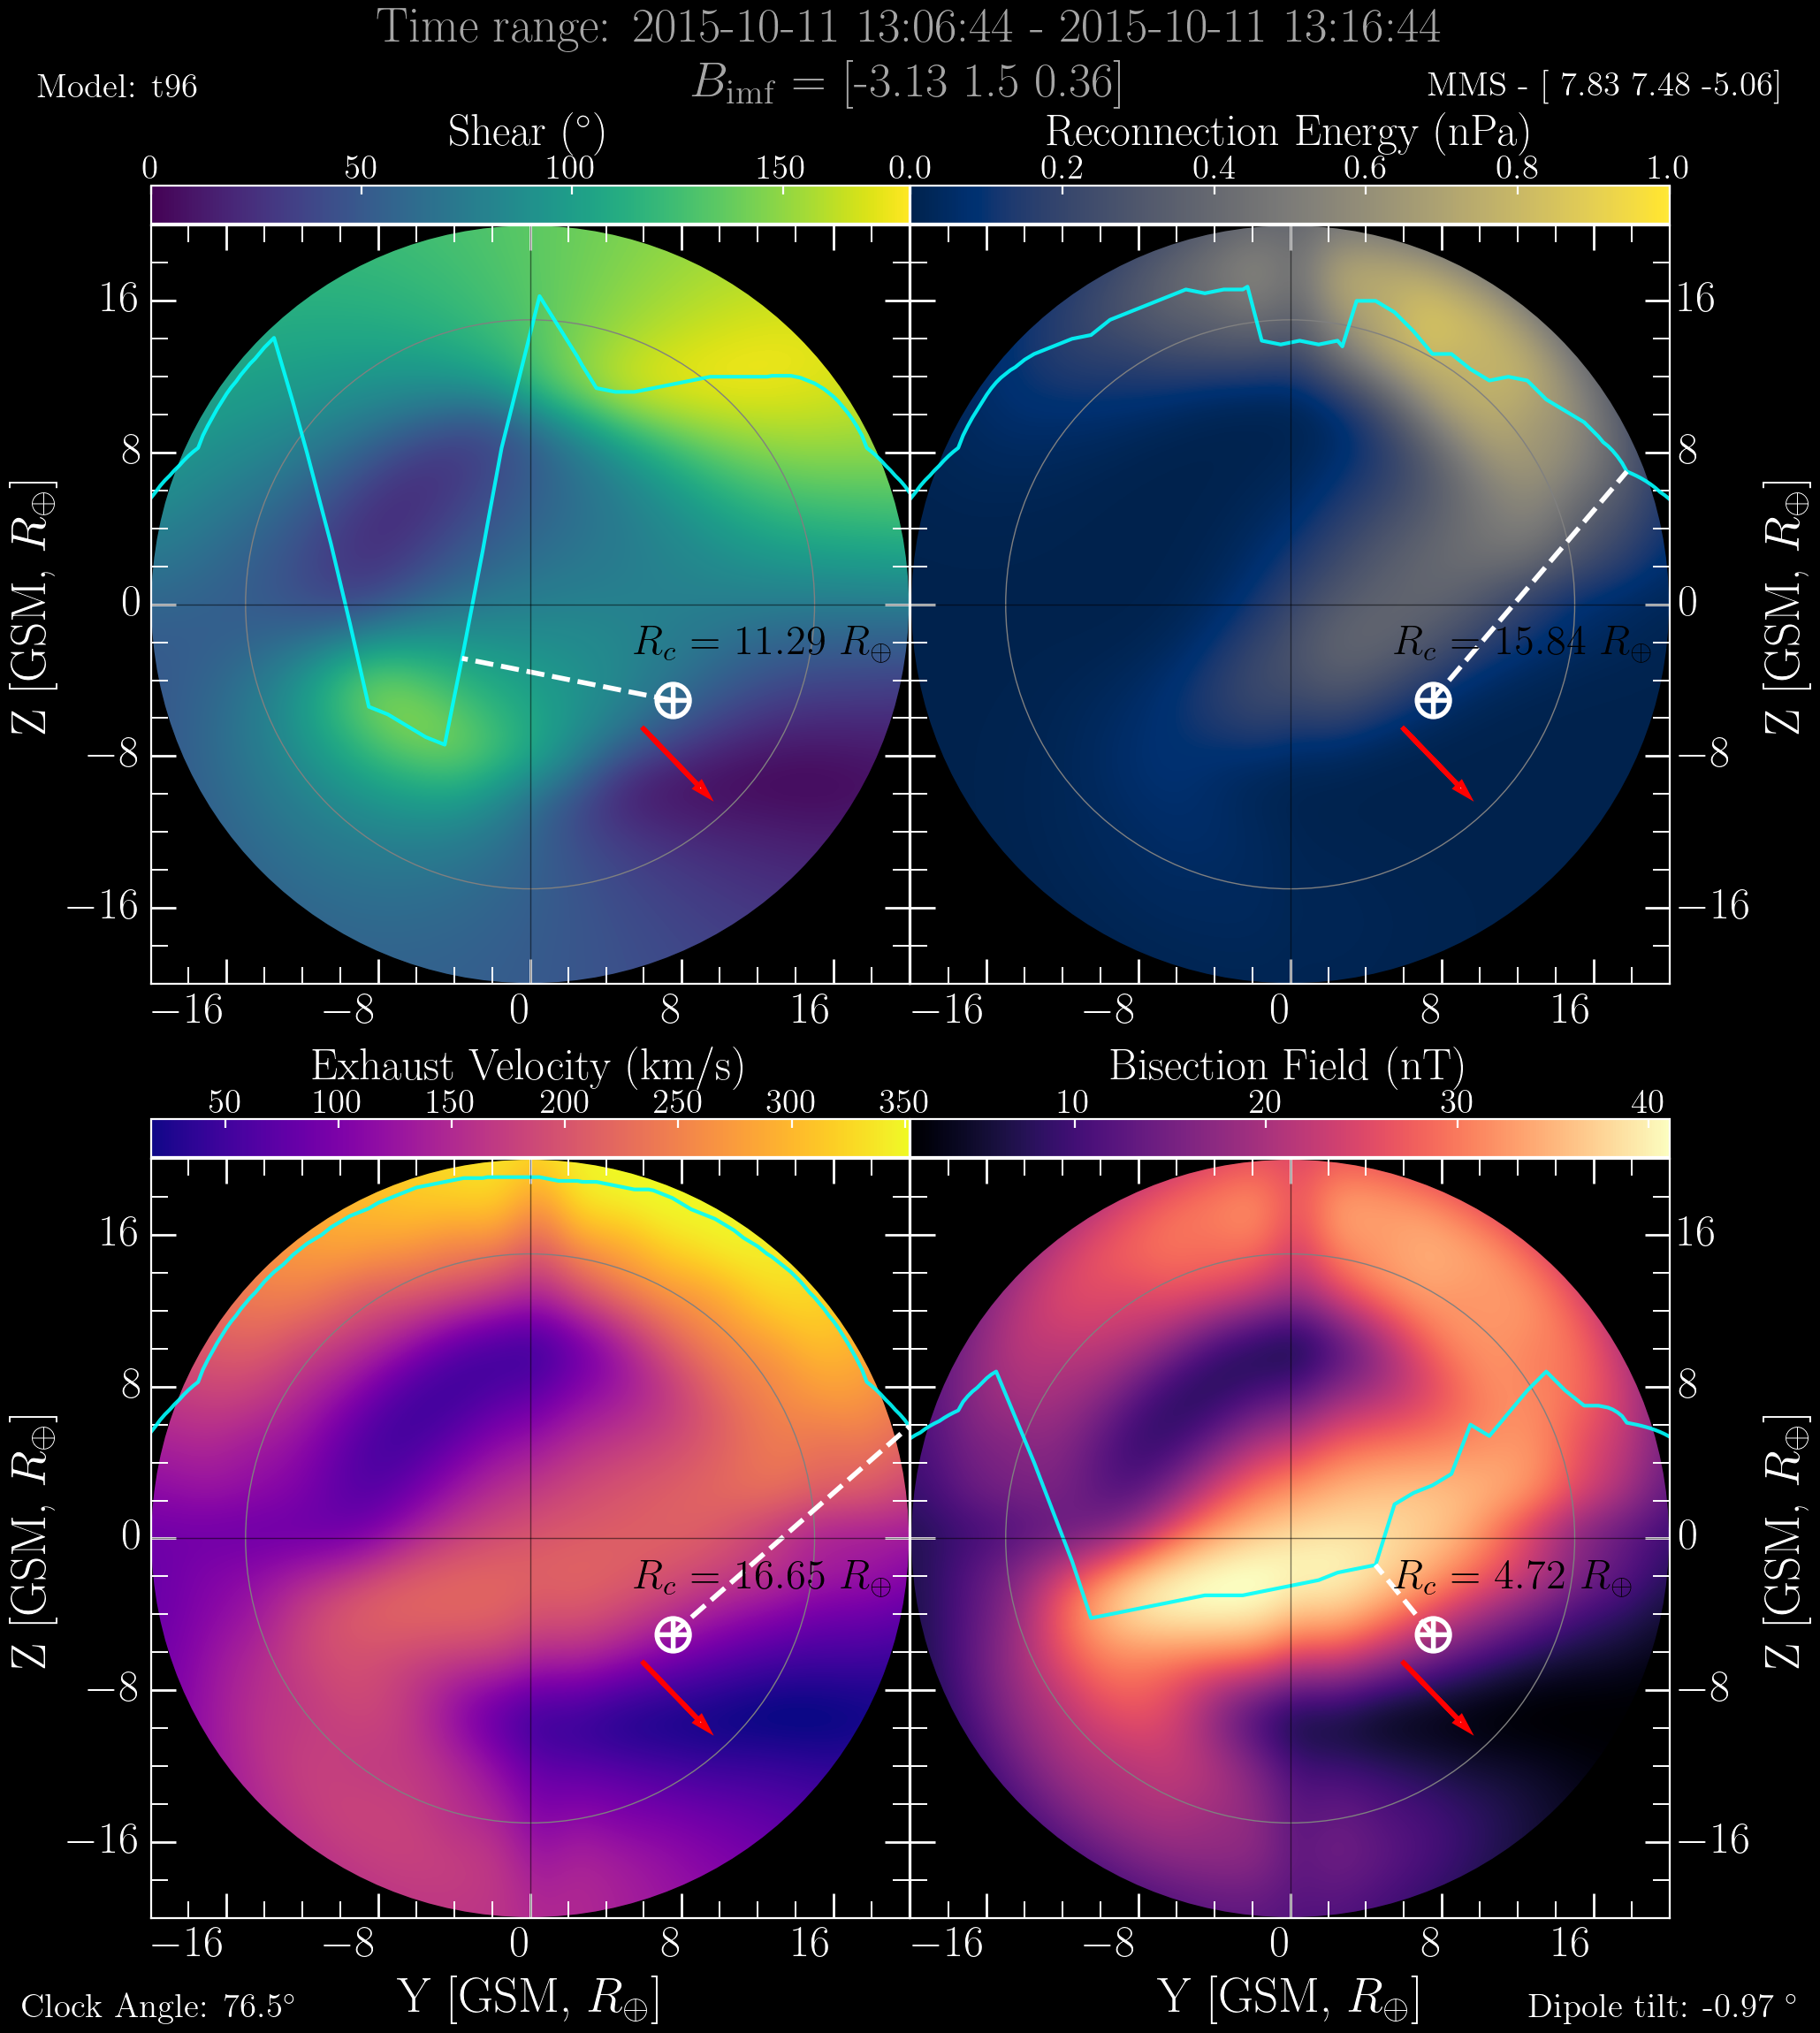 Time range: 2015-10-11 13:06:44 - 2015-10-11 13:16:44
Model: t96
B_imf = [-3.13 1.5 0.36]
MMS - [ 7.83 7.48 -5.06]
Shear (°)
0 50 100 150
Reconnection Energy (nPa)
0.0 0.2 0.4 0.6 0.8 1.0
Z [GSM, R⊕]
16
8
0
−8
−16
R_c = 11.29 R⊕
−16 −8 0 8 16
R_c = 15.84 R⊕
16
8
0
−8
−16
Z [GSM, R⊕]
−16 −8 0 8 16
Exhaust Velocity (km/s)
50 100 150 200 250 300 350
Bisection Field (nT)
10 20 30 40
Z [GSM, R⊕]
16
8
0
−8
−16
R_c = 16.65 R⊕
−16 −8 0 8 16
Y [GSM, R⊕]
R_c = 4.72 R⊕
16
8
0
−8
−16
Z [GSM, R⊕]
−16 −8 0 8 16
Y [GSM, R⊕]
Clock Angle: 76.5°
Dipole tilt: -0.97 °